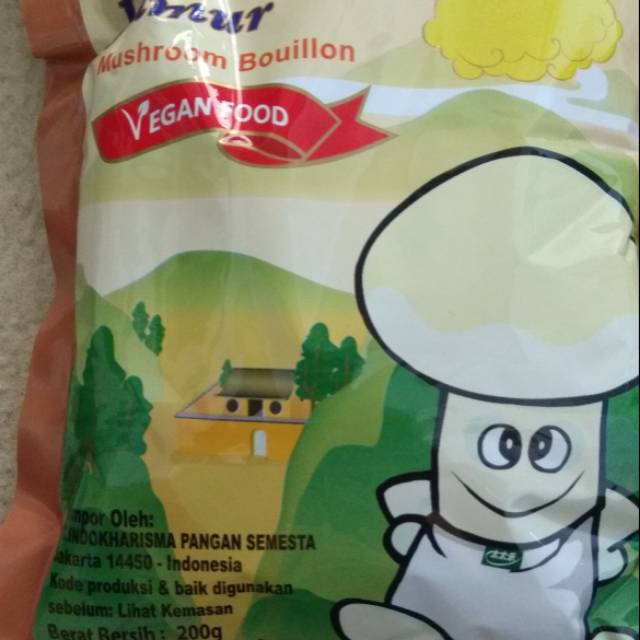 Mushroom Bouillon
VEGAN FOOD
Oleh:
INDOKHARISMA PANGAN SEMESTA
Jakarta 14450 - Indonesia
Kode produksi & baik digunakan
sebelum: Lihat Kemasan
Berat Bersih : 200g